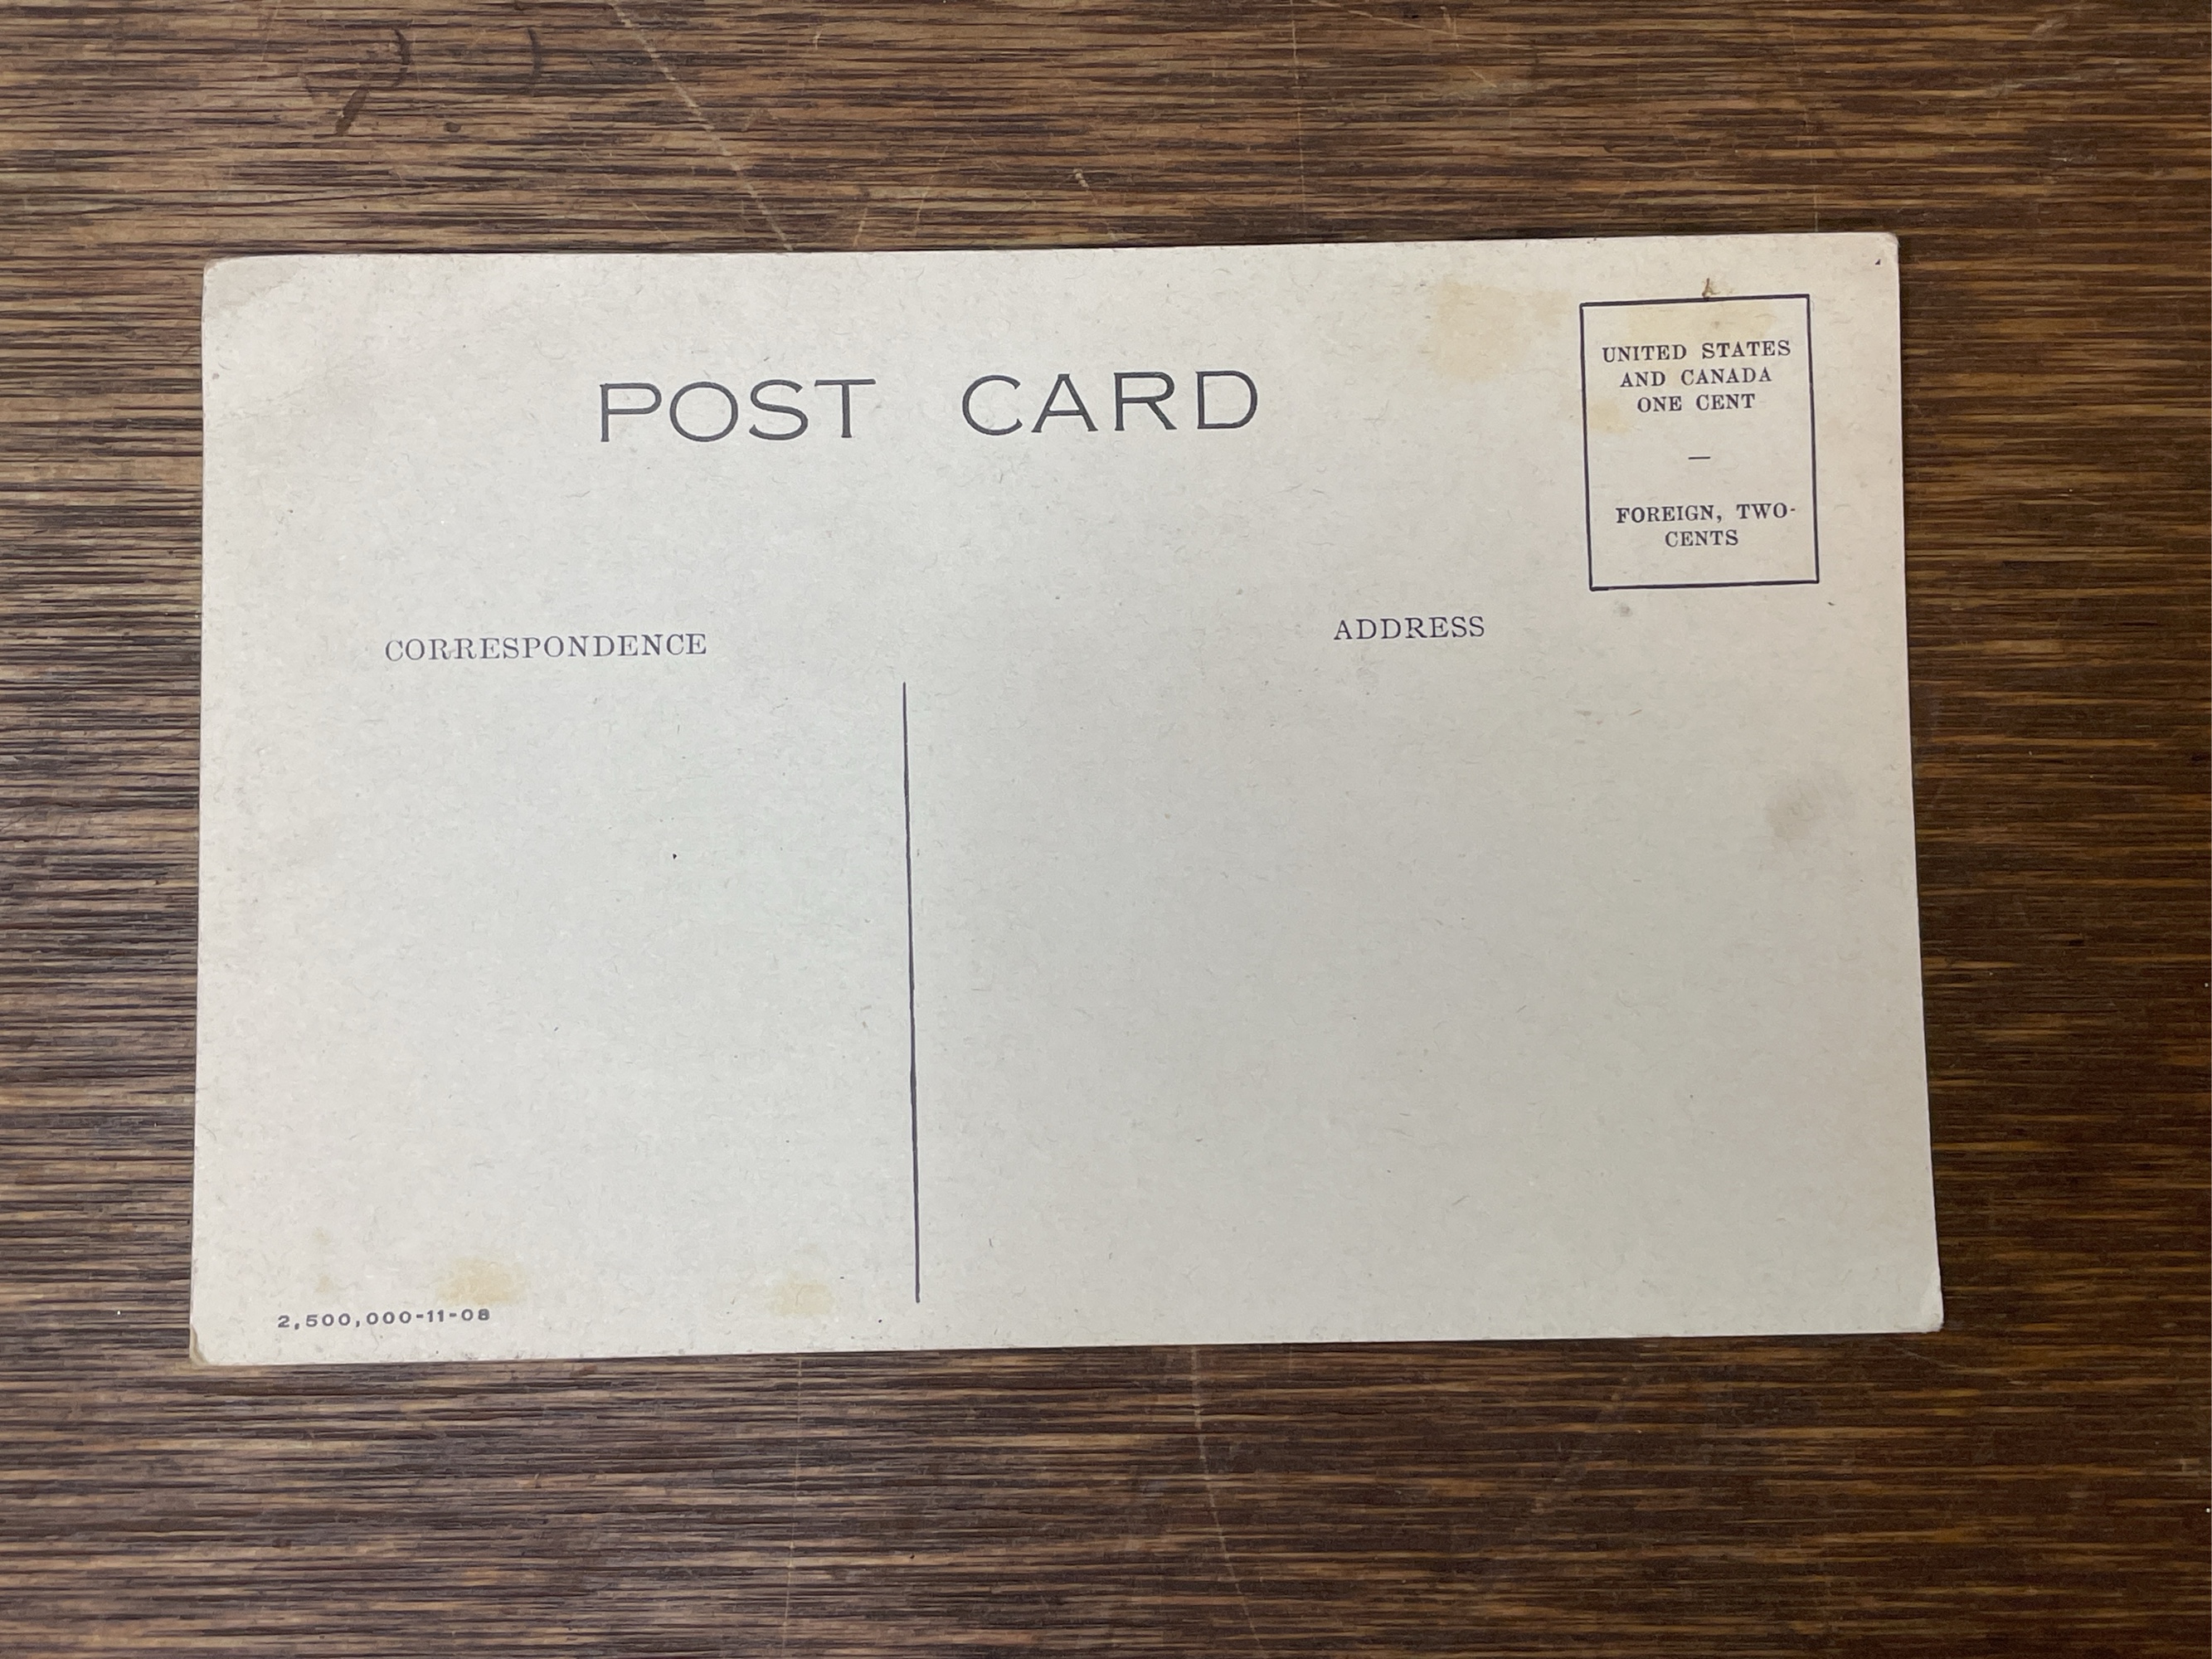 POST CARD
UNITED STATES
AND CANADA
ONE CENT
—
FOREIGN, TWO-
CENTS
CORRESPONDENCE
ADDRESS
2,500,000-11-08